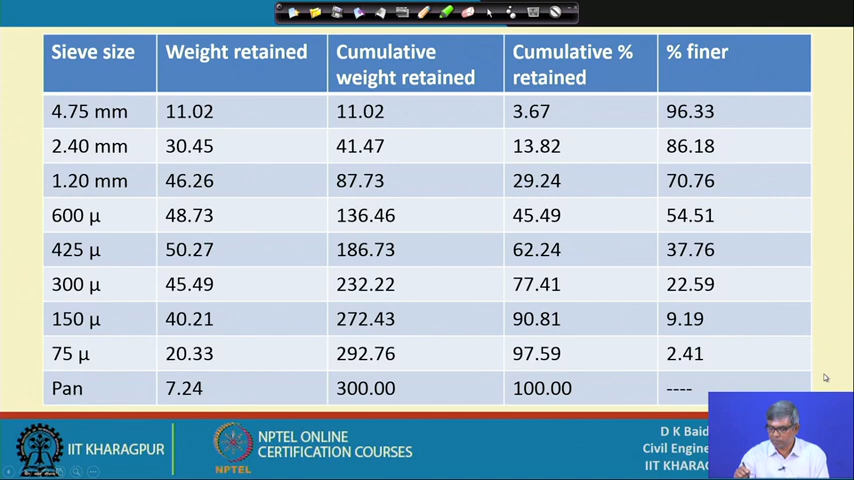 Sieve size Weight retained Cumulative weight retained Cumulative % retained % finer
4.75 mm 11.02 11.02 3.67 96.33
2.40 mm 30.45 41.47 13.82 86.18
1.20 mm 46.26 87.73 29.24 70.76
600 µ 48.73 136.46 45.49 54.51
425 µ 50.27 186.73 62.24 37.76
300 µ 45.49 232.22 77.41 22.59
150 µ 40.21 272.43 90.81 9.19
75 µ 20.33 292.76 97.59 2.41
Pan 7.24 300.00 100.00 ----
IIT KHARAGPUR
NPTEL
NPTEL ONLINE
CERTIFICATION COURSES
D K Baid
Civil Engine
IIT KHARAG